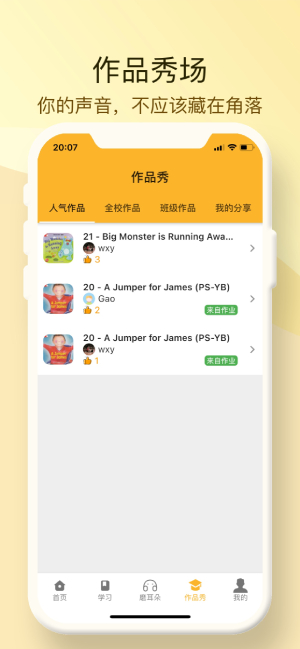 作品秀场
你的声音，不应该藏在角落
20:07
作品秀
人气作品 全校作品 班级作品 我的分享
21 - Big Monster is Running Awa...
wxy
3
20 - A Jumper for James (PS-YB)
Gao
2 来自作业
20 - A Jumper for James (PS-YB)
wxy
1 来自作业
首页 学习 磨耳朵 作品秀 我的